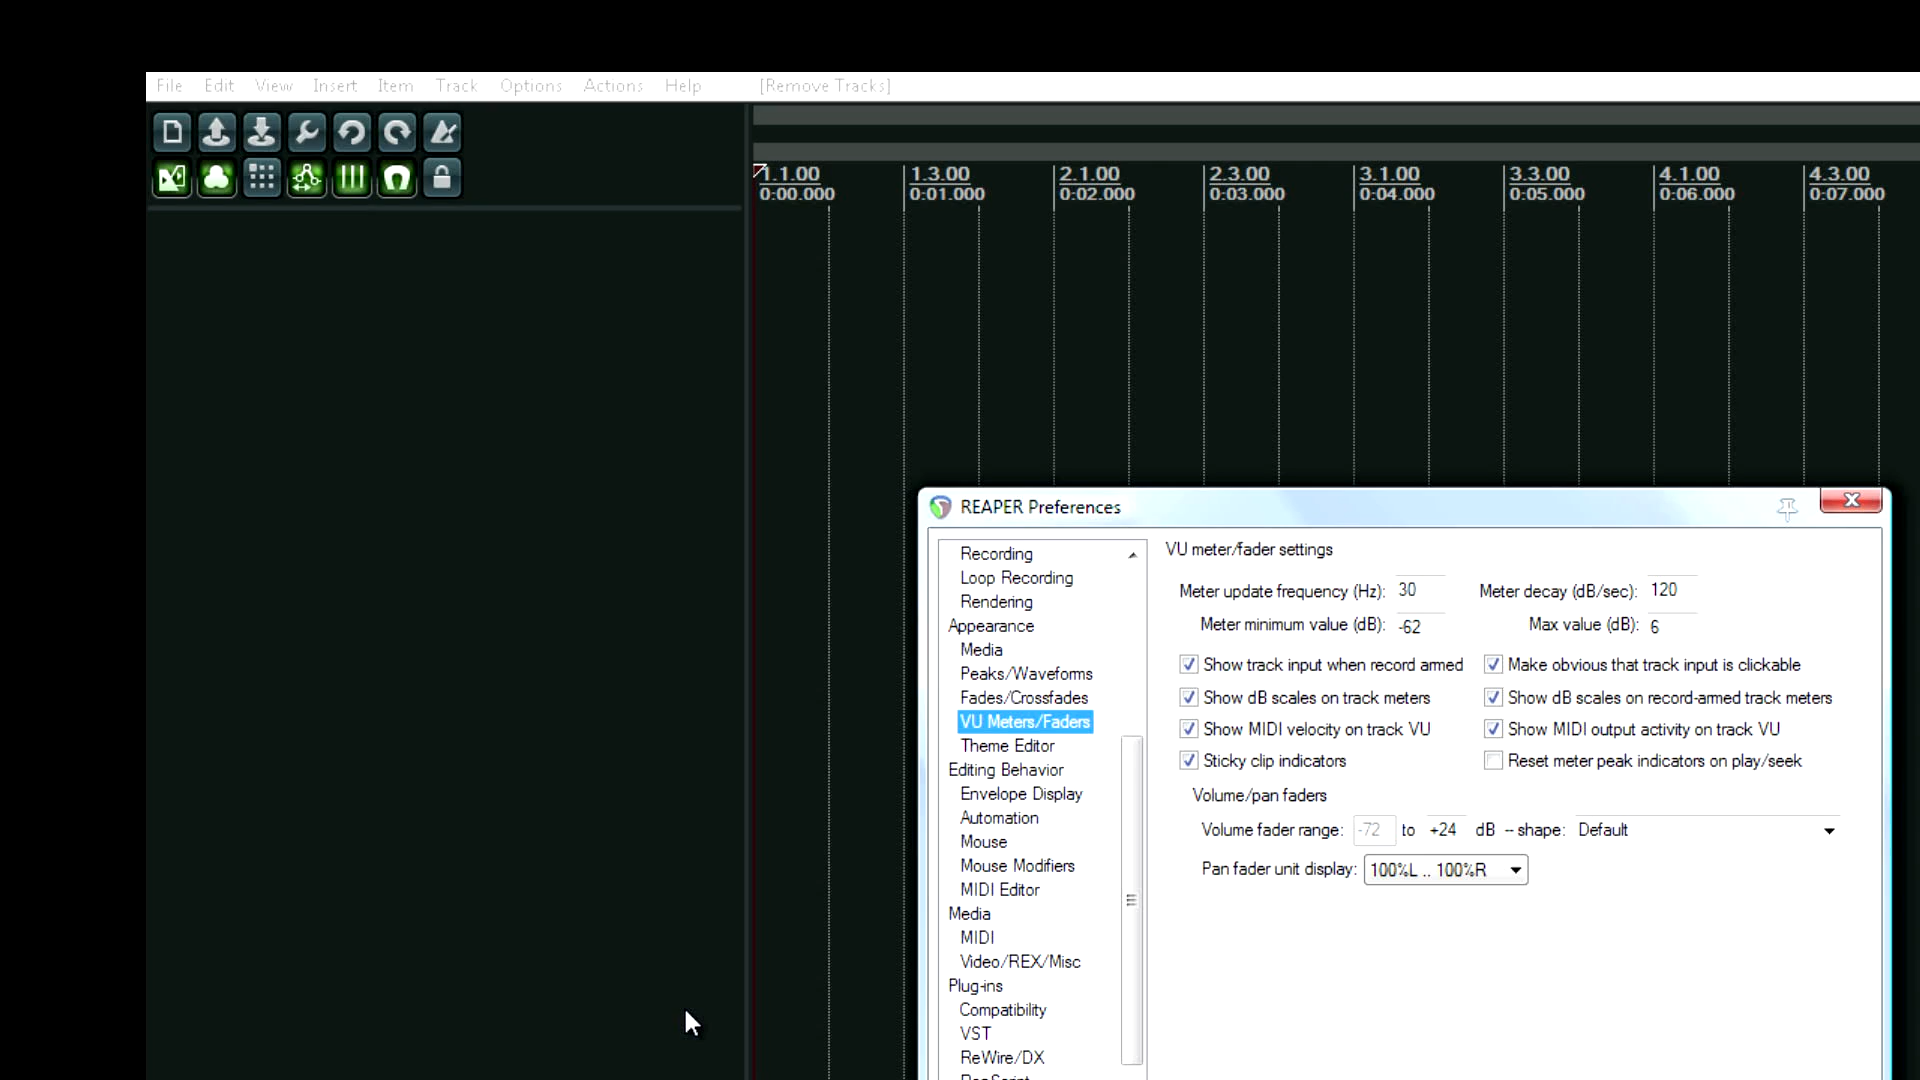 File Edit View Insert Item Track Options Actions Help [Remove Tracks]
1.1.00 1.3.00 2.1.00 2.3.00 3.1.00 3.3.00 4.1.00 4.3.00
0:00.000 0:01.000 0:02.000 0:03.000 0:04.000 0:05.000 0:06.000 0:07.000
REAPER Preferences
Recording
Loop Recording
Rendering
Appearance
Media
Peaks/Waveforms
Fades/Crossfades
VU Meters/Faders
Theme Editor
Editing Behavior
Envelope Display
Automation
Mouse
Mouse Modifiers
MIDI Editor
Media
MIDI
Video/REX/Misc
Plug-ins
Compatibility
VST
ReWire/DX
VU meter/fader settings
Meter update frequency (Hz): 30 Meter decay (dB/sec): 120
Meter minimum value (dB): -62 Max value (dB): 6
Show track input when record armed Make obvious that track input is clickable
Show dB scales on track meters Show dB scales on record-armed track meters
Show MIDI velocity on track VU Show MIDI output activity on track VU
Sticky clip indicators Reset meter peak indicators on play/seek
Volume/pan faders
Volume fader range: -72 to +24 dB -- shape: Default
Pan fader unit display: 100%L .. 100%R